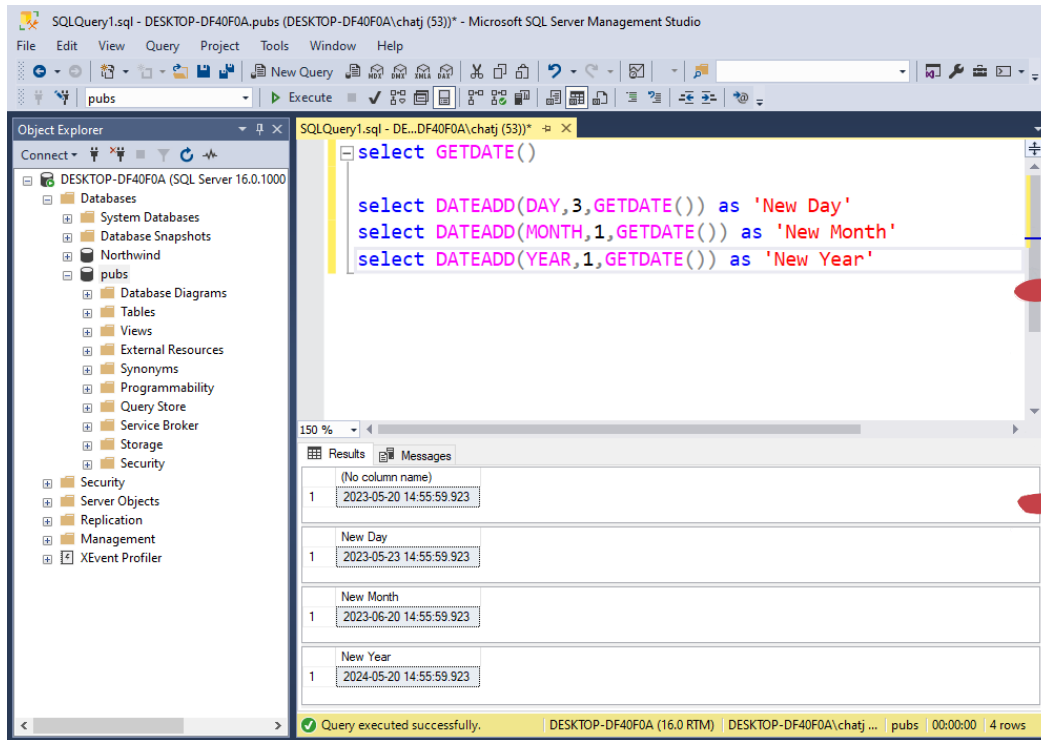 SQLQuery1.sql - DESKTOP-DF40F0A.pubs (DESKTOP-DF40F0A\chatj (53))* - Microsoft SQL Server Management Studio
File Edit View Query Project Tools Window Help
New Query MDX DMX XMLA DAX
pubs Execute
Object Explorer
Connect
DESKTOP-DF40F0A (SQL Server 16.0.1000
Databases
System Databases
Database Snapshots
Northwind
pubs
Database Diagrams
Tables
Views
External Resources
Synonyms
Programmability
Query Store
Service Broker
Storage
Security
Security
Server Objects
Replication
Management
XEvent Profiler
SQLQuery1.sql - DE...DF40F0A\chatj (53))*
select GETDATE()
select DATEADD(DAY,3,GETDATE()) as 'New Day'
select DATEADD(MONTH,1,GETDATE()) as 'New Month'
select DATEADD(YEAR,1,GETDATE()) as 'New Year'
150 %
Results Messages
(No column name)
1 2023-05-20 14:55:59.923
New Day
1 2023-05-23 14:55:59.923
New Month
1 2023-06-20 14:55:59.923
New Year
1 2024-05-20 14:55:59.923
Query executed successfully. DESKTOP-DF40F0A (16.0 RTM) DESKTOP-DF40F0A\chatj ... pubs 00:00:00 4 rows